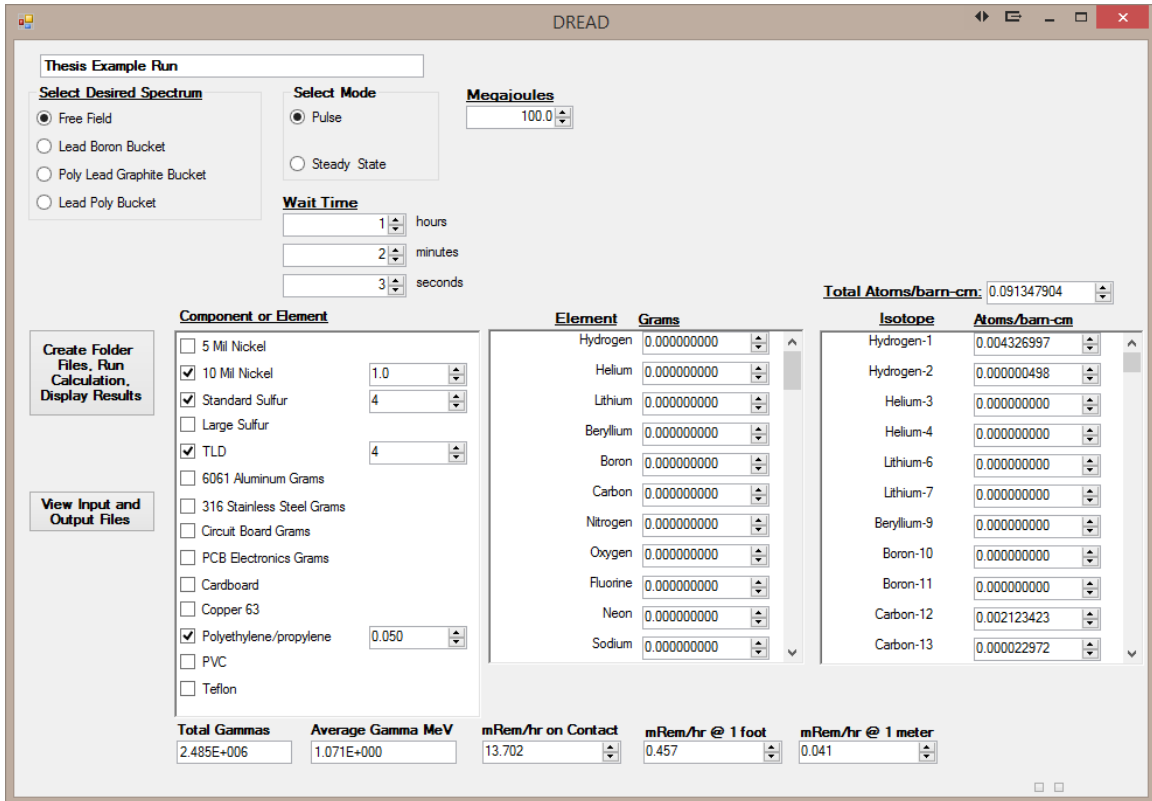 DREAD
Thesis Example Run
Select Desired Spectrum
Free Field
Lead Boron Bucket
Poly Lead Graphite Bucket
Lead Poly Bucket
Select Mode
Pulse
Steady State
Megajoules
100.0
Wait Time
1 hours
2 minutes
3 seconds
Total Atoms/barn-cm: 0.091347904
Create Folder
Files, Run
Calculation,
Display Results
View Input and
Output Files
Component or Element
5 Mil Nickel
10 Mil Nickel 1.0
Standard Sulfur 4
Large Sulfur
TLD 4
6061 Aluminum Grams
316 Stainless Steel Grams
Circuit Board Grams
PCB Electronics Grams
Cardboard
Copper 63
Polyethylene/propylene 0.050
PVC
Teflon
Element Grams
Hydrogen 0.000000000
Helium 0.000000000
Lithium 0.000000000
Beryllium 0.000000000
Boron 0.000000000
Carbon 0.000000000
Nitrogen 0.000000000
Oxygen 0.000000000
Fluorine 0.000000000
Neon 0.000000000
Sodium 0.000000000
Isotope Atoms/barn-cm
Hydrogen-1 0.004326997
Hydrogen-2 0.000000498
Helium-3 0.000000000
Helium-4 0.000000000
Lithium-6 0.000000000
Lithium-7 0.000000000
Beryllium-9 0.000000000
Boron-10 0.000000000
Boron-11 0.000000000
Carbon-12 0.002123423
Carbon-13 0.000022972
Total Gammas Average Gamma MeV mRem/hr on Contact mRem/hr @ 1 foot mRem/hr @ 1 meter
2.485E+006 1.071E+000 13.702 0.457 0.041